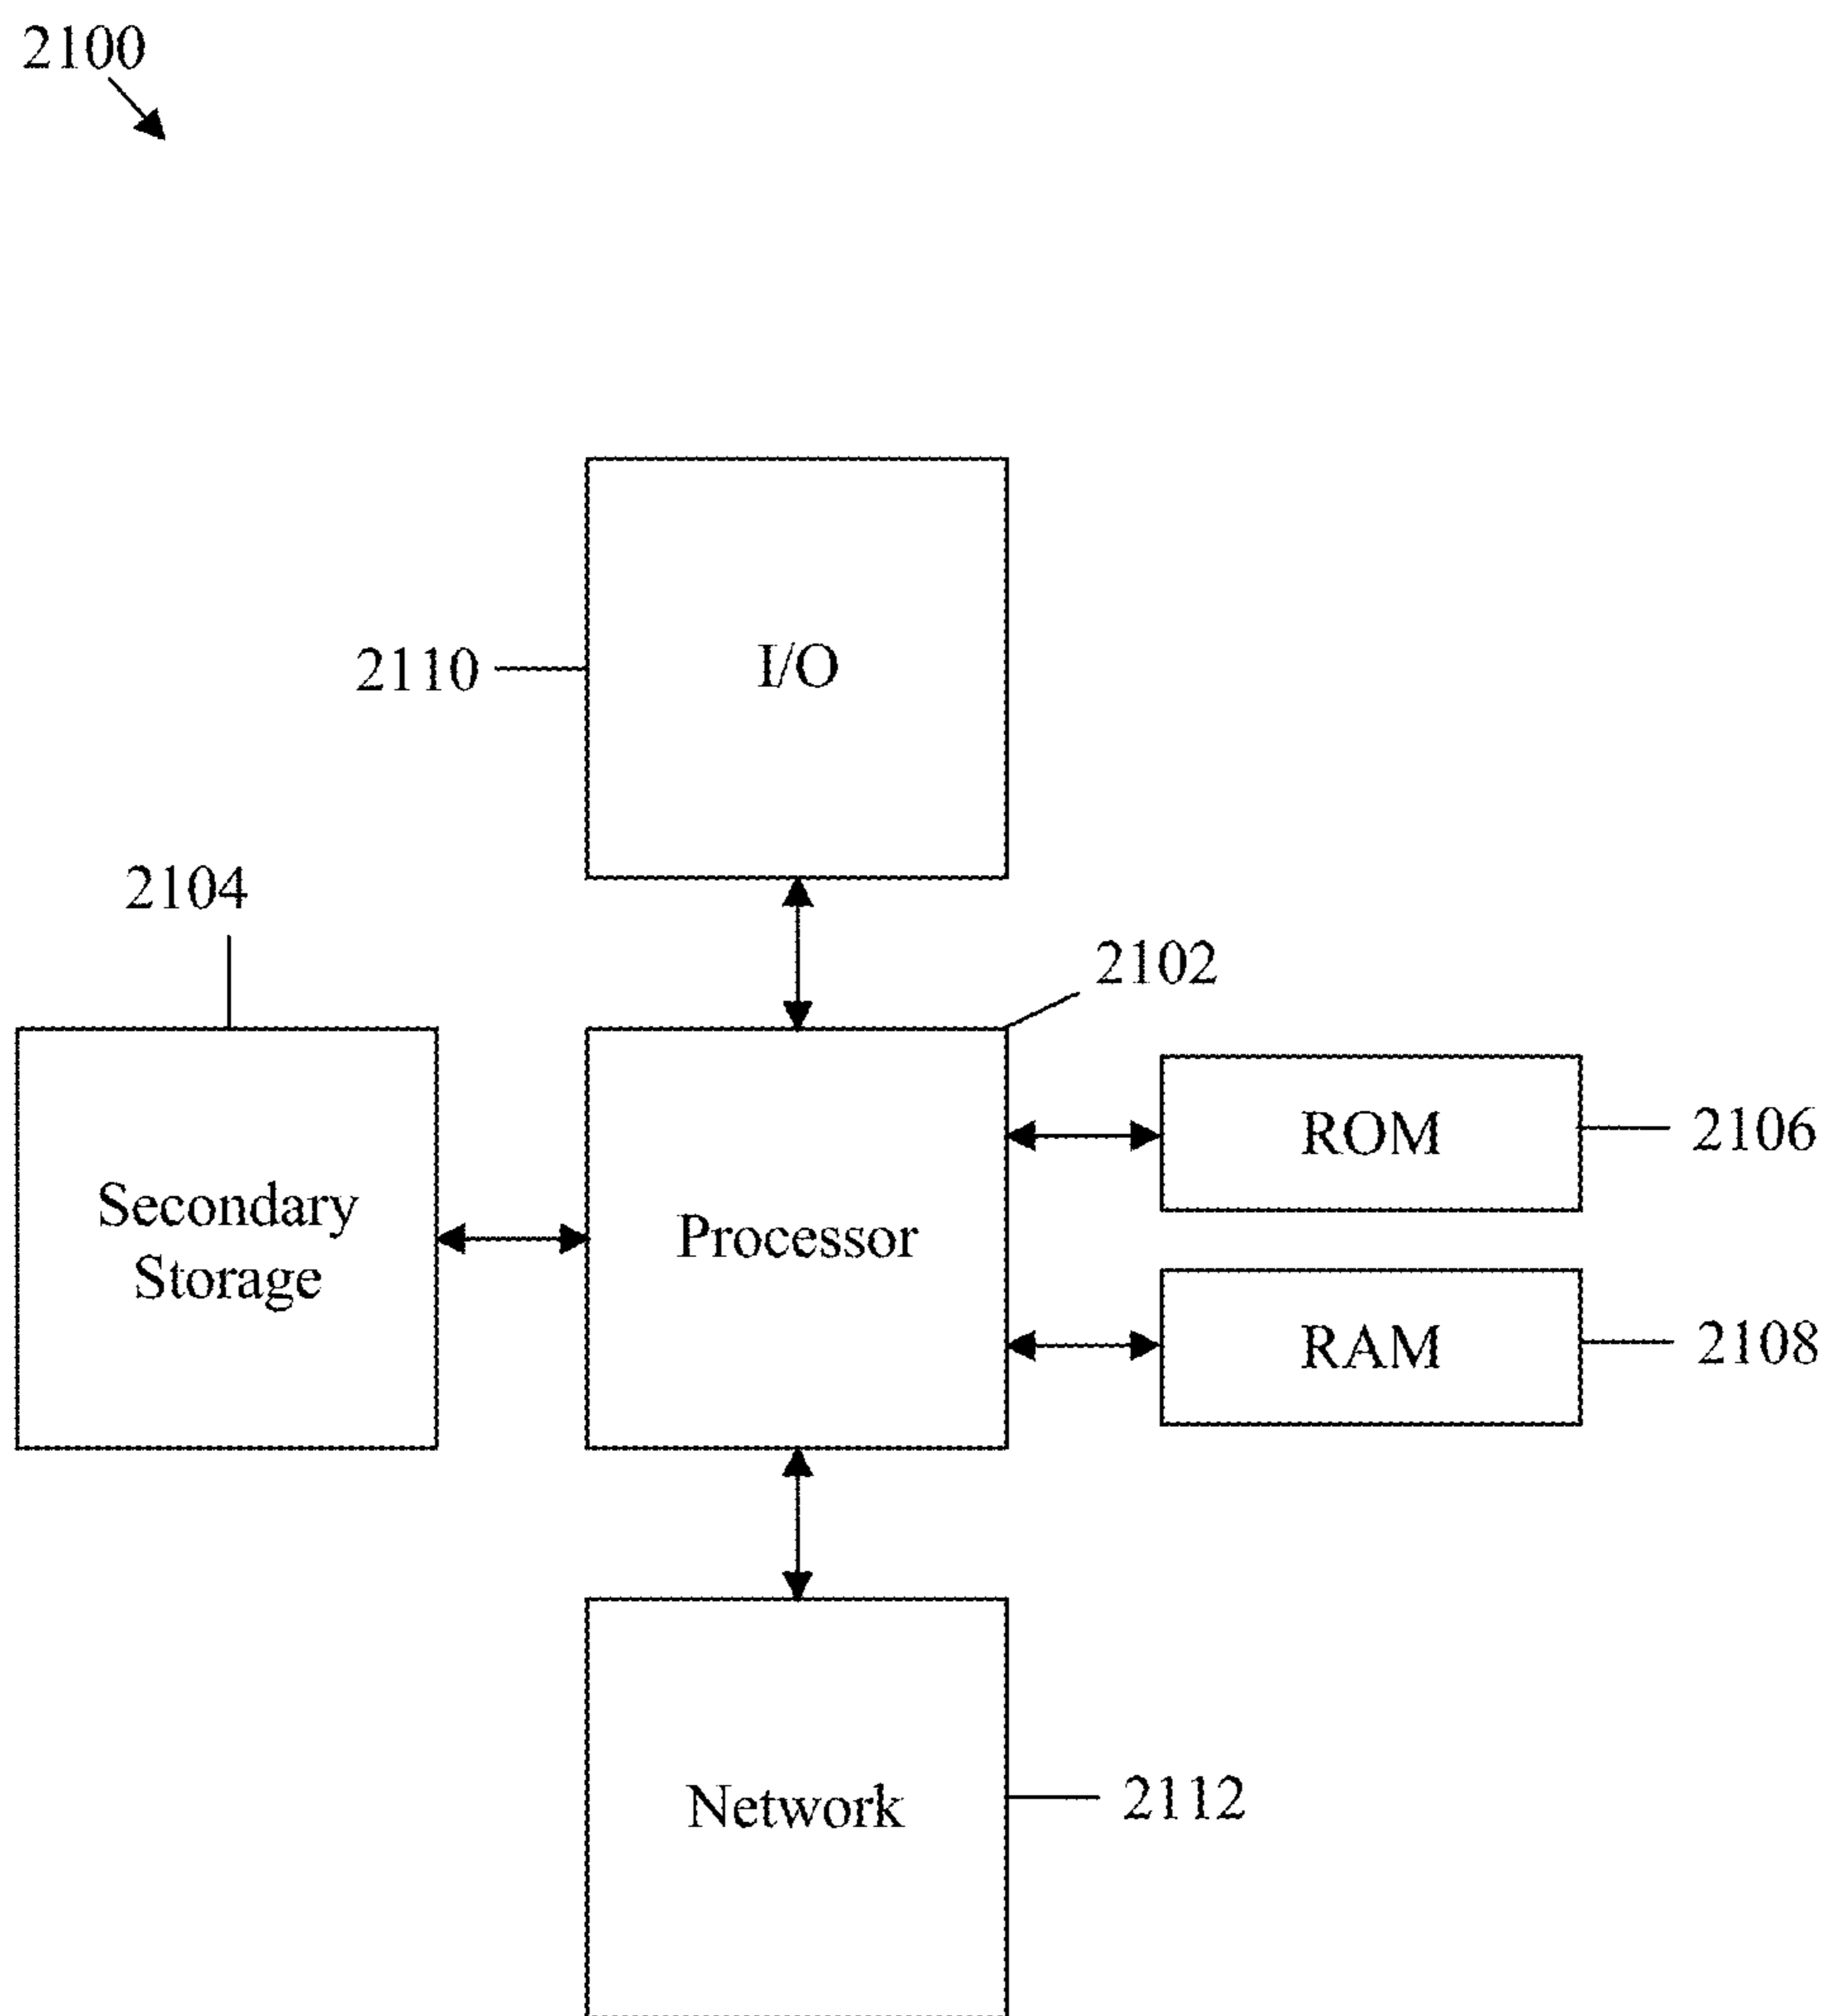 2100
I/O
2110
2104
2102
Secondary
Storage
Processor
ROM
2106
RAM
2108
Network
2112